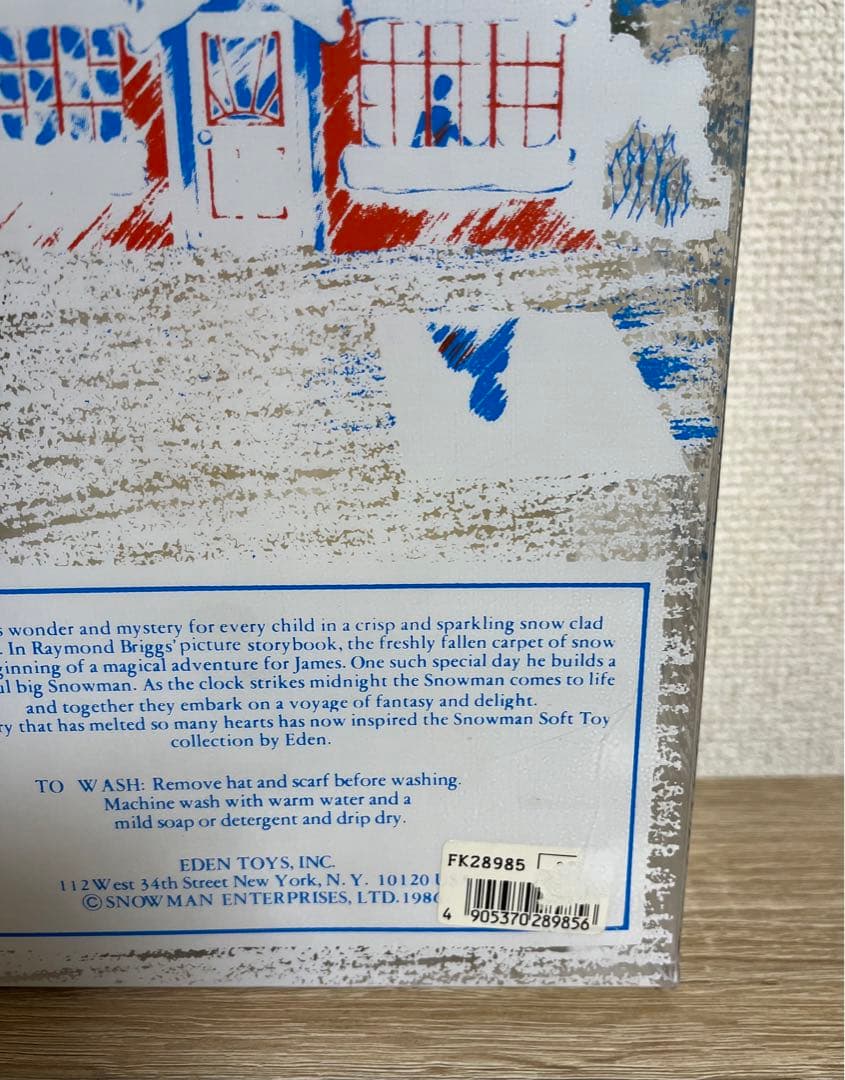 wonder and mystery for every child in a crisp and sparkling snow clad
. In Raymond Briggs' picture storybook, the freshly fallen carpet of snow
ginning of a magical adventure for James. One such special day he builds a
ul big Snowman. As the clock strikes midnight the Snowman comes to life
and together they embark on a voyage of fantasy and delight.
ry that has melted so many hearts has now inspired the Snowman Soft Toy
collection by Eden.
TO WASH: Remove hat and scarf before washing.
Machine wash with warm water and a
mild soap or detergent and drip dry.
EDEN TOYS, INC.
112 West 34th Street New York, N.Y. 10120
©SNOWMAN ENTERPRISES, LTD. 198
FK28985
4 905370289856